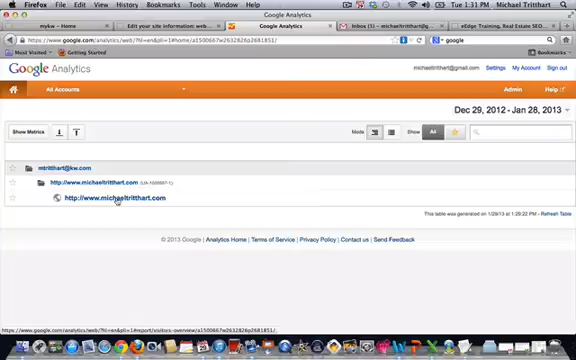 Firefox File Edit View History Bookmarks Tools Window Help
Tu 1:31 PM Michael Tritthart
Google Analytics
mykw – Home
Edit your site information: web...
Google Analytics
Inbox (1) – michaeltritthart@g...
eEdge Training, Real Estate SEO...
https://www.google.com/analytics/web/?hl=en&pli=1#home/a1500667w2632826p2681851/
Google
Most Visited
Getting Started
Bookmarks
Google Analytics
michaeltritthart@gmail.com Settings My Account Sign out
All Accounts
Admin
Help
Dec 29, 2012 - Jan 28, 2013
Show Metrics
Mode
Show
All
mtritthart@kw.com
http://www.michaeltritthart.com
http://www.michaeltritthart.com
This table was generated on 1/29/13 at 1:29:22 PM - Refresh Table
© 2013 Google | Analytics Home | Terms of Service | Privacy Policy | Contact us | Send Feedback
https://www.google.com/analytics/web/?hl=en&pli=1#report/visitors-overview/a1500667w2632826p2681851/